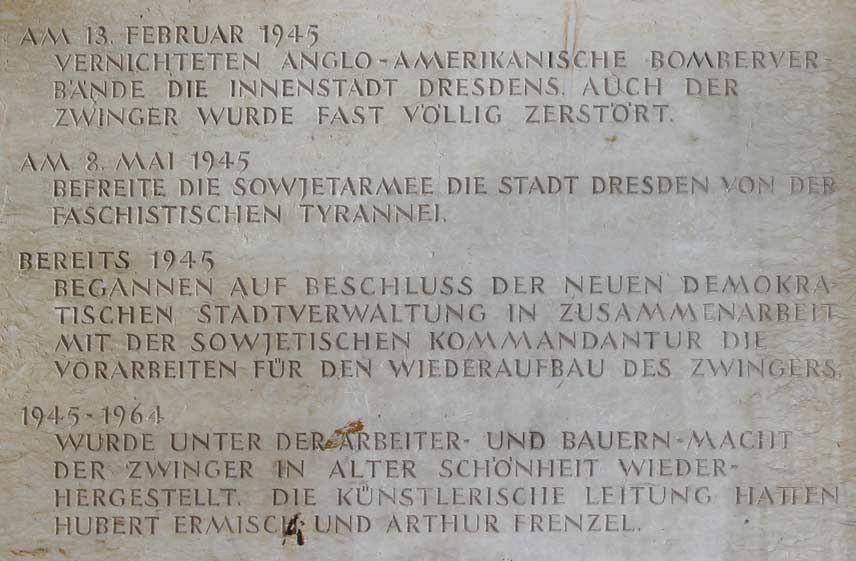 AM 13. FEBRUAR 1945
VERNICHTETEN ANGLO-AMERIKANISCHE BOMBERVER-
BÄNDE DIE INNENSTADT DRESDENS. AUCH DER
ZWINGER WURDE FAST VÖLLIG ZERSTÖRT.
AM 8. MAI 1945
BEFREITE DIE SOWJETARMEE DIE STADT DRESDEN VON DER
FASCHISTISCHEN TYRANNEI.
BEREITS 1945
BEGANNEN AUF BESCHLUSS DER NEUEN DEMOKRA-
TISCHEN STADTVERWALTUNG IN ZUSAMMENARBEIT
MIT DER SOWJETISCHEN KOMMANDANTUR DIE
VORARBEITEN FÜR DEN WIEDERAUFBAU DES ZWINGERS.
1945-1964
WURDE UNTER DER ARBEITER- UND BAUERN-MACHT
DER ZWINGER IN ALTER SCHÖNHEIT WIEDER-
HERGESTELLT. DIE KÜNSTLERISCHE LEITUNG HATTEN
HUBERT ERMISCH UND ARTHUR FRENZEL.